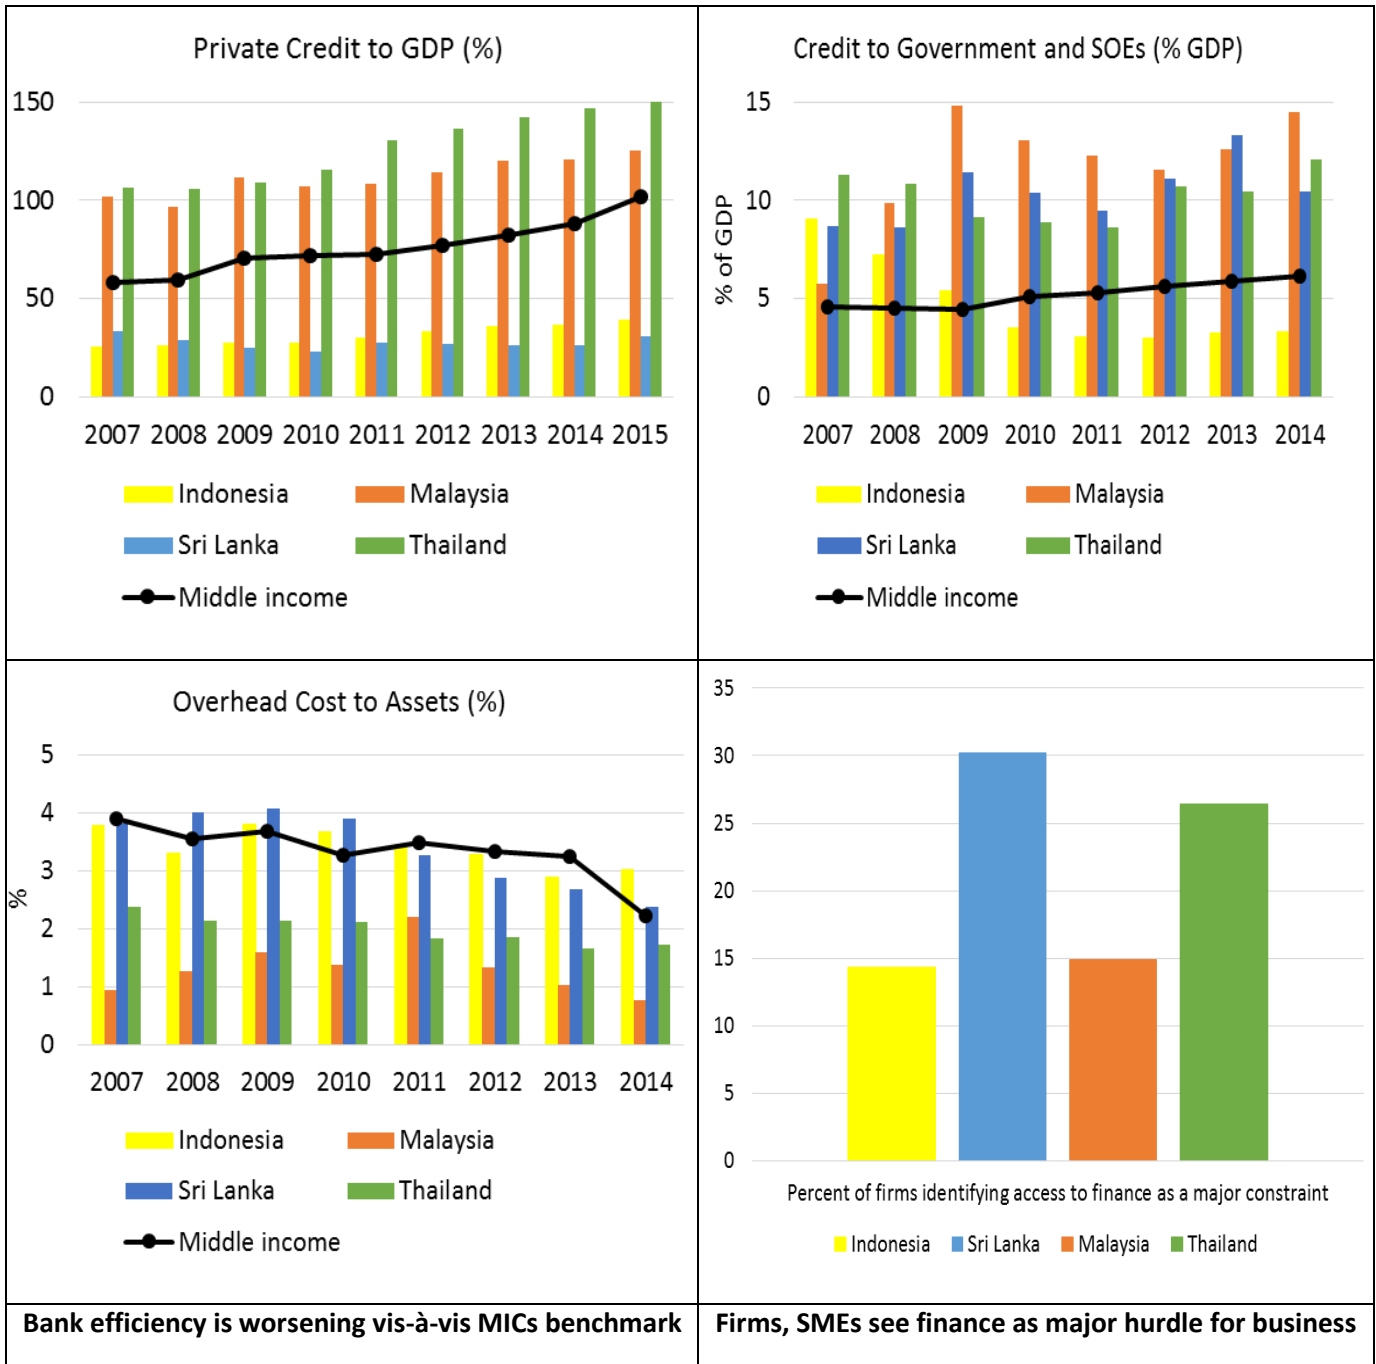 Private Credit to GDP (%)
150
100
50
0
2007 2008 2009 2010 2011 2012 2013 2014 2015
Indonesia Malaysia
Sri Lanka Thailand
Middle income
Credit to Government and SOEs (% GDP)
15
10
5
0
% of GDP
2007 2008 2009 2010 2011 2012 2013 2014
Indonesia Malaysia
Sri Lanka Thailand
Middle income
Overhead Cost to Assets (%)
5
4
3
2
1
0
%
2007 2008 2009 2010 2011 2012 2013 2014
Indonesia Malaysia
Sri Lanka Thailand
Middle income
35
30
25
20
15
10
5
0
Percent of firms identifying access to finance as a major constraint
Indonesia Sri Lanka Malaysia Thailand
Bank efficiency is worsening vis-à-vis MICs benchmark
Firms, SMEs see finance as major hurdle for business